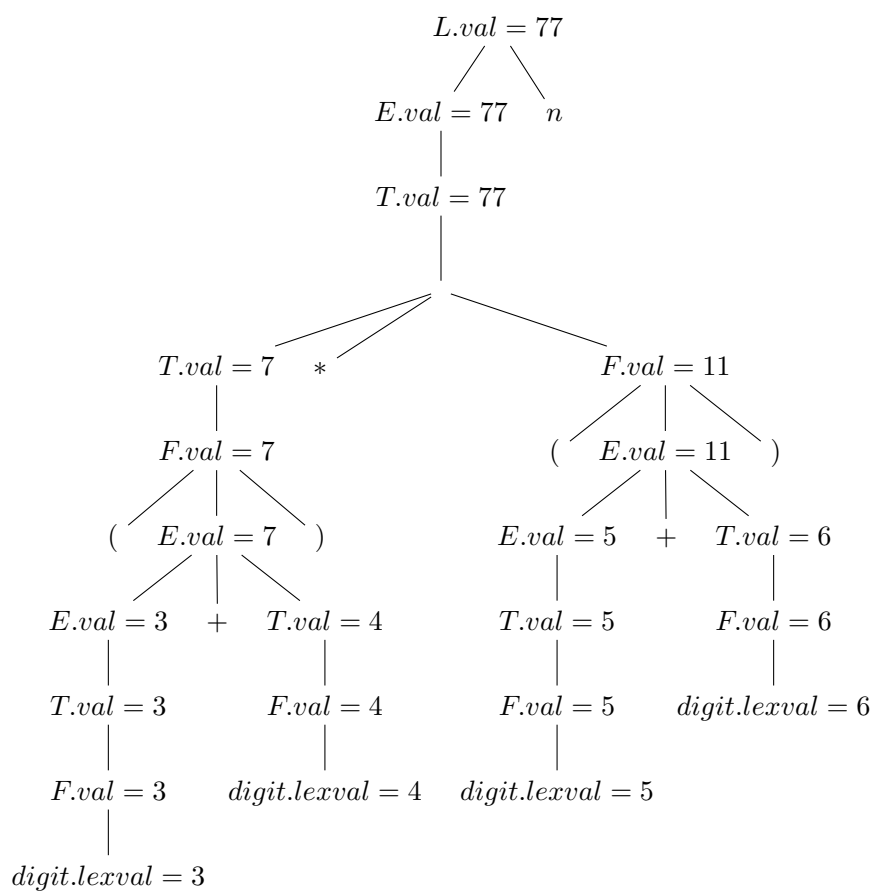 L.val = 77
E.val = 77 n
T.val = 77
T.val = 7 * F.val = 11
F.val = 7 ( E.val = 11 )
( E.val = 7 ) E.val = 5 + T.val = 6
E.val = 3 + T.val = 4 T.val = 5 F.val = 6
T.val = 3 F.val = 4 F.val = 5 digit.lexval = 6
F.val = 3 digit.lexval = 4 digit.lexval = 5
digit.lexval = 3